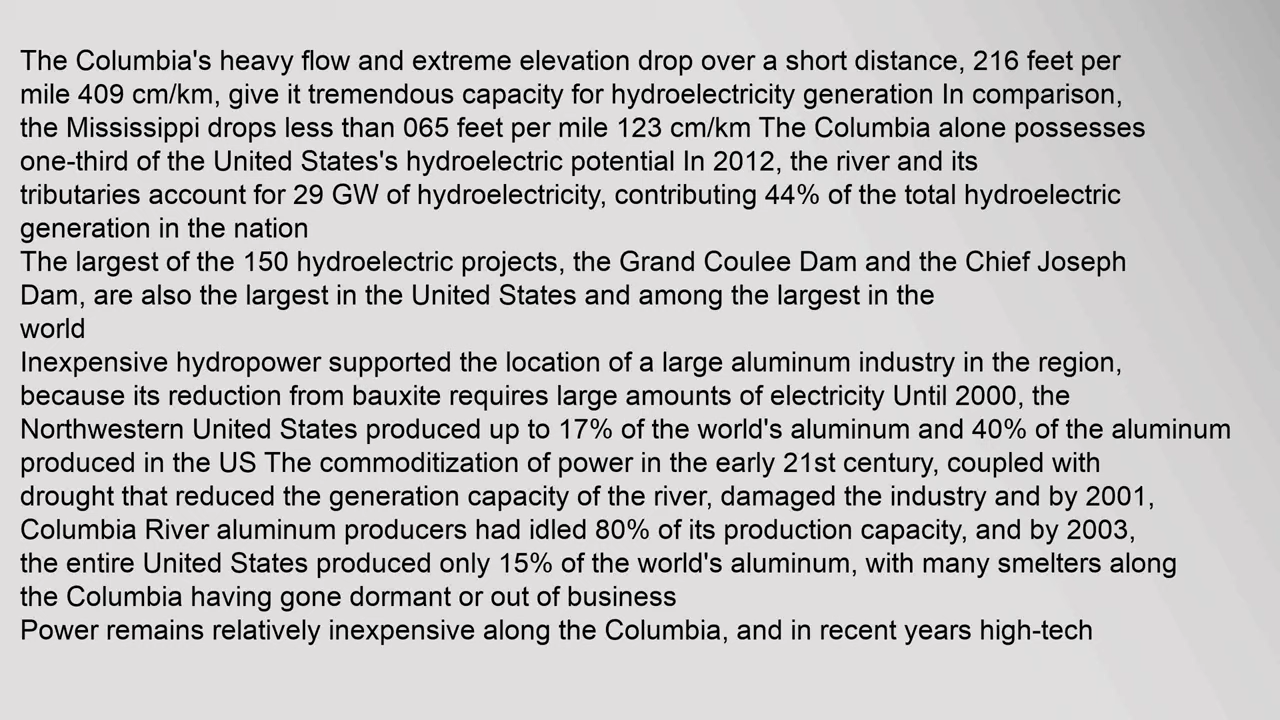 The Columbia's heavy flow and extreme elevation drop over a short distance, 216 feet per
mile 409 cm/km, give it tremendous capacity for hydroelectricity generation In comparison,
the Mississippi drops less than 065 feet per mile 123 cm/km The Columbia alone possesses
one-third of the United States's hydroelectric potential In 2012, the river and its
tributaries account for 29 GW of hydroelectricity, contributing 44% of the total hydroelectric
generation in the nation
The largest of the 150 hydroelectric projects, the Grand Coulee Dam and the Chief Joseph
Dam, are also the largest in the United States and among the largest in the
world
Inexpensive hydropower supported the location of a large aluminum industry in the region,
because its reduction from bauxite requires large amounts of electricity Until 2000, the
Northwestern United States produced up to 17% of the world's aluminum and 40% of the aluminum
produced in the US The commoditization of power in the early 21st century, coupled with
drought that reduced the generation capacity of the river, damaged the industry and by 2001,
Columbia River aluminum producers had idled 80% of its production capacity, and by 2003,
the entire United States produced only 15% of the world's aluminum, with many smelters along
the Columbia having gone dormant or out of business
Power remains relatively inexpensive along the Columbia, and in recent years high-tech